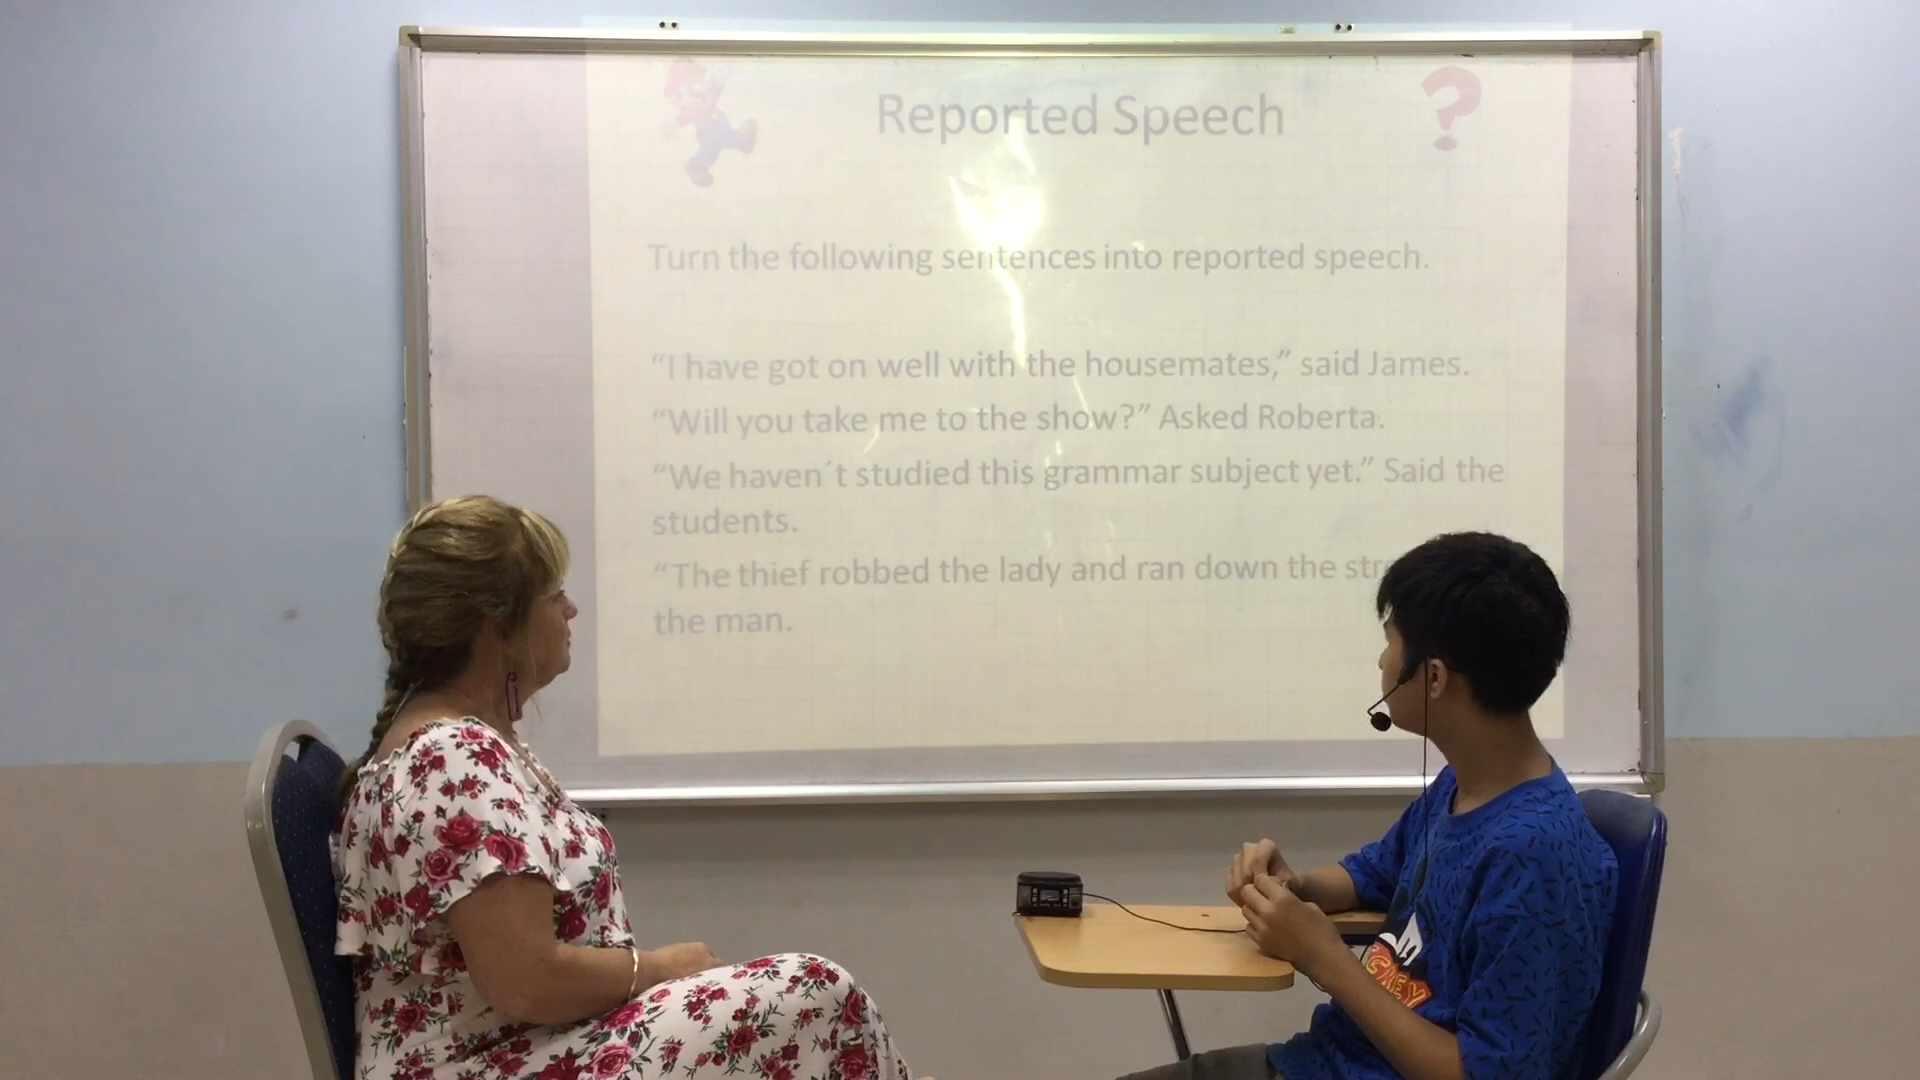 Reported Speech
?
Turn the following sentences into reported speech.
“I have got on well with the housemates,” said James.
“Will you take me to the show?” Asked Roberta.
“We haven´t studied this grammar subject yet.” Said the
students.
“The thief robbed the lady and ran down the
the man.